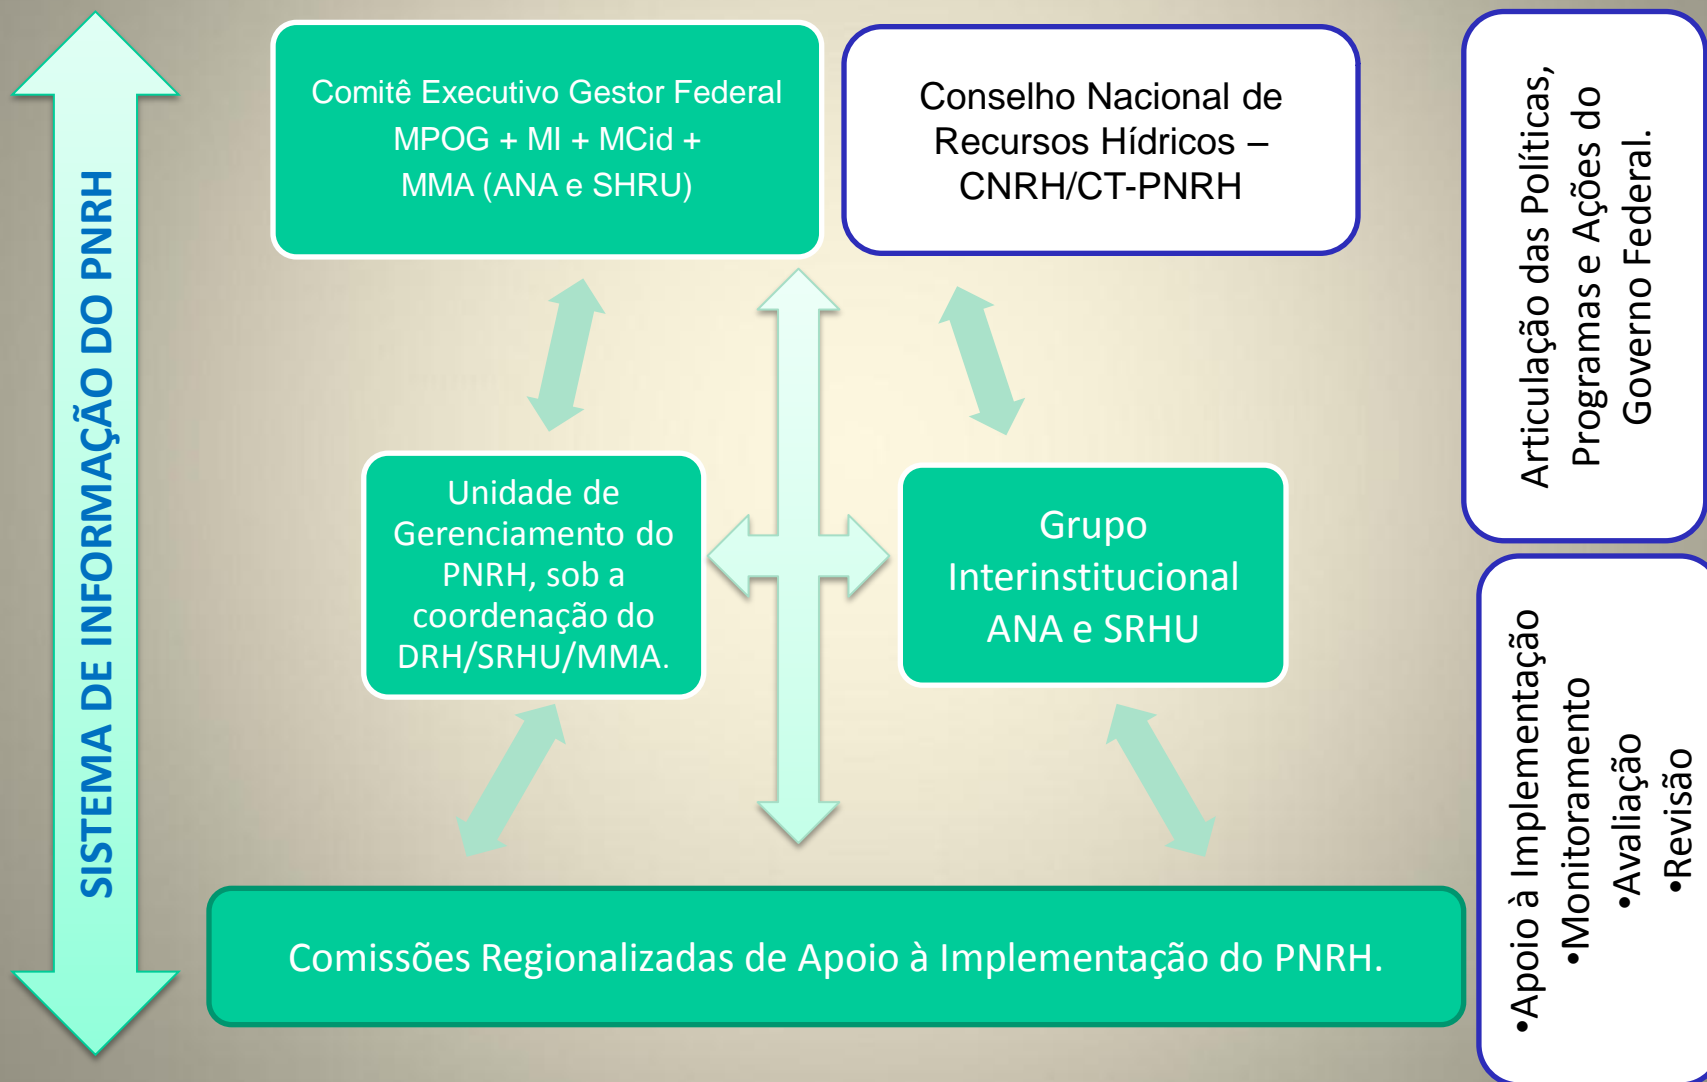 SISTEMA DE INFORMAÇÃO DO PNRH
Comitê Executivo Gestor Federal
MPOG + MI + MCid +
MMA (ANA e SHRU)
Conselho Nacional de
Recursos Hídricos –
CNRH/CT-PNRH
Articulação das Políticas,
Programas e Ações do
Governo Federal.
Unidade de
Gerenciamento do
PNRH, sob a
coordenação do
DRH/SRHU/MMA.
Grupo
Interinstitucional
ANA e SRHU
•Apoio à Implementação
•Monitoramento
•Avaliação
•Revisão
Comissões Regionalizadas de Apoio à Implementação do PNRH.